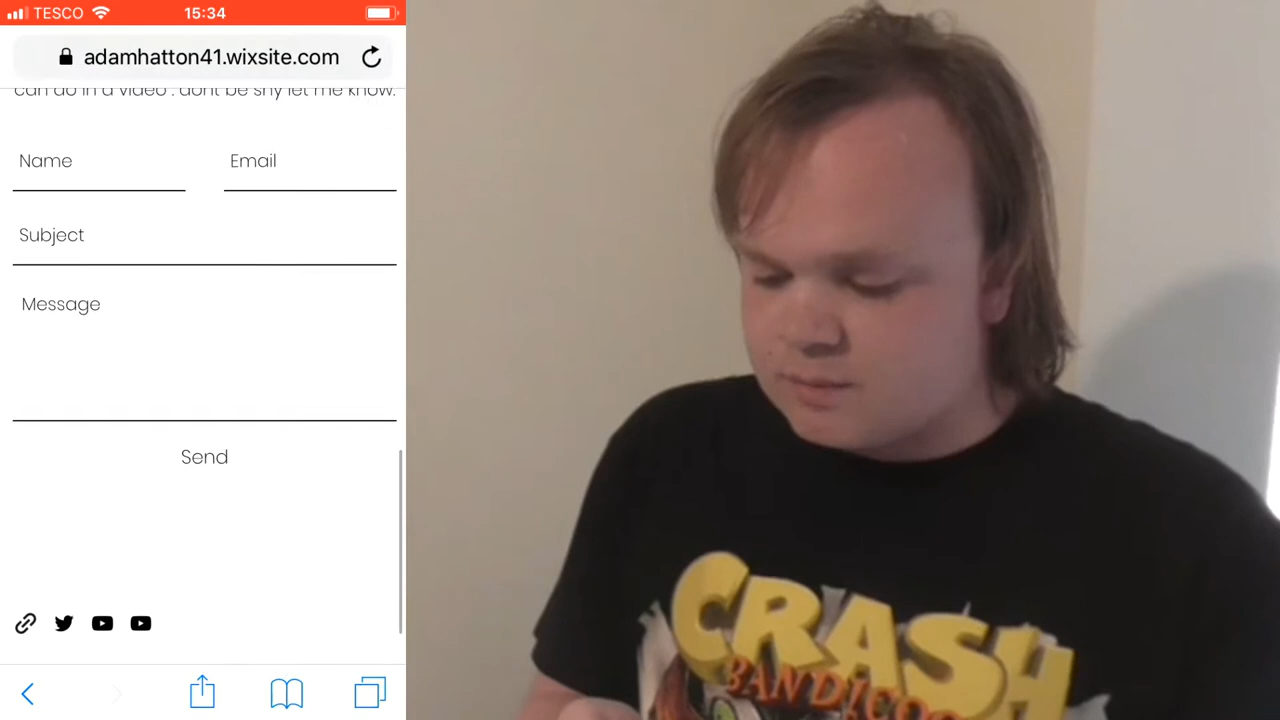 TESCO
15:34
adamhatton41.wixsite.com
can do in a video . dont be shy let me know.
Name
Email
Subject
Message
Send
CRASH
BANDICOO